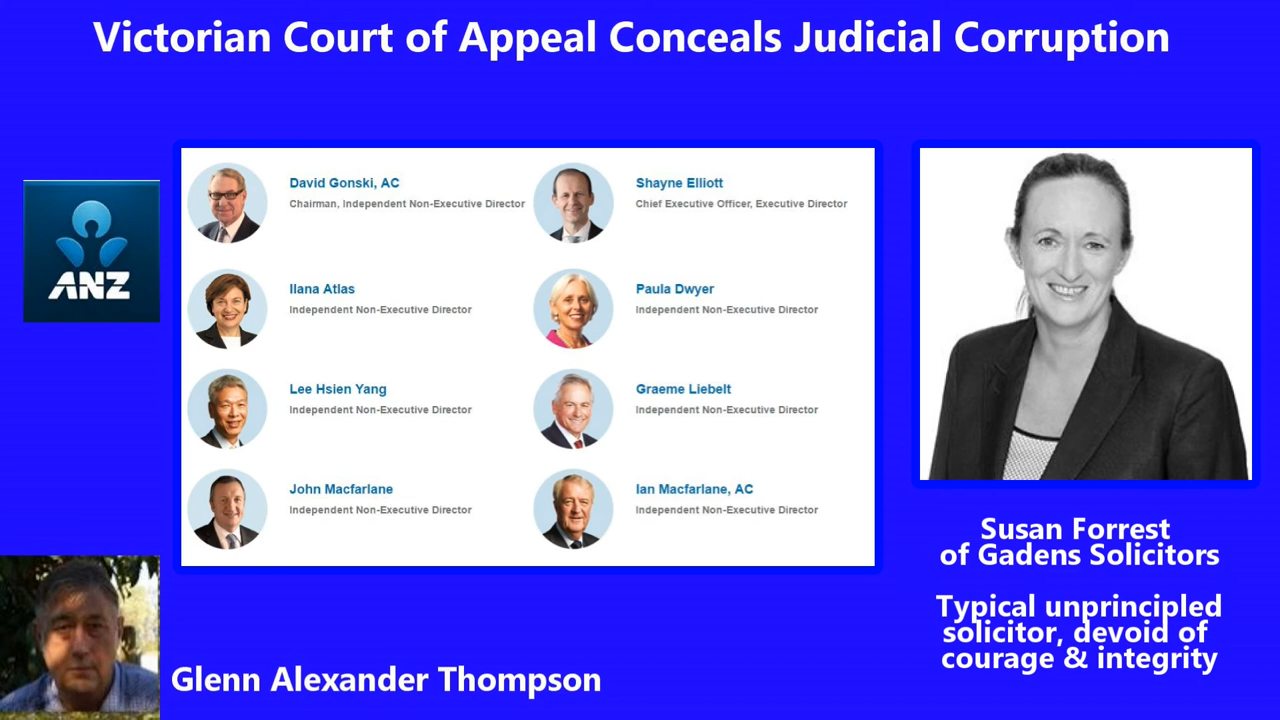 Victorian Court of Appeal Conceals Judicial Corruption
ANZ
David Gonski, AC
Chairman, Independent Non-Executive Director
Shayne Elliott
Chief Executive Officer, Executive Director
Ilana Atlas
Independent Non-Executive Director
Paula Dwyer
Independent Non-Executive Director
Lee Hsien Yang
Independent Non-Executive Director
Graeme Liebelt
Independent Non-Executive Director
John Macfarlane
Independent Non-Executive Director
Ian Macfarlane, AC
Independent Non-Executive Director
Susan Forrest
of Gadens Solicitors
Typical unprincipled
solicitor, devoid of
courage & integrity
Glenn Alexander Thompson